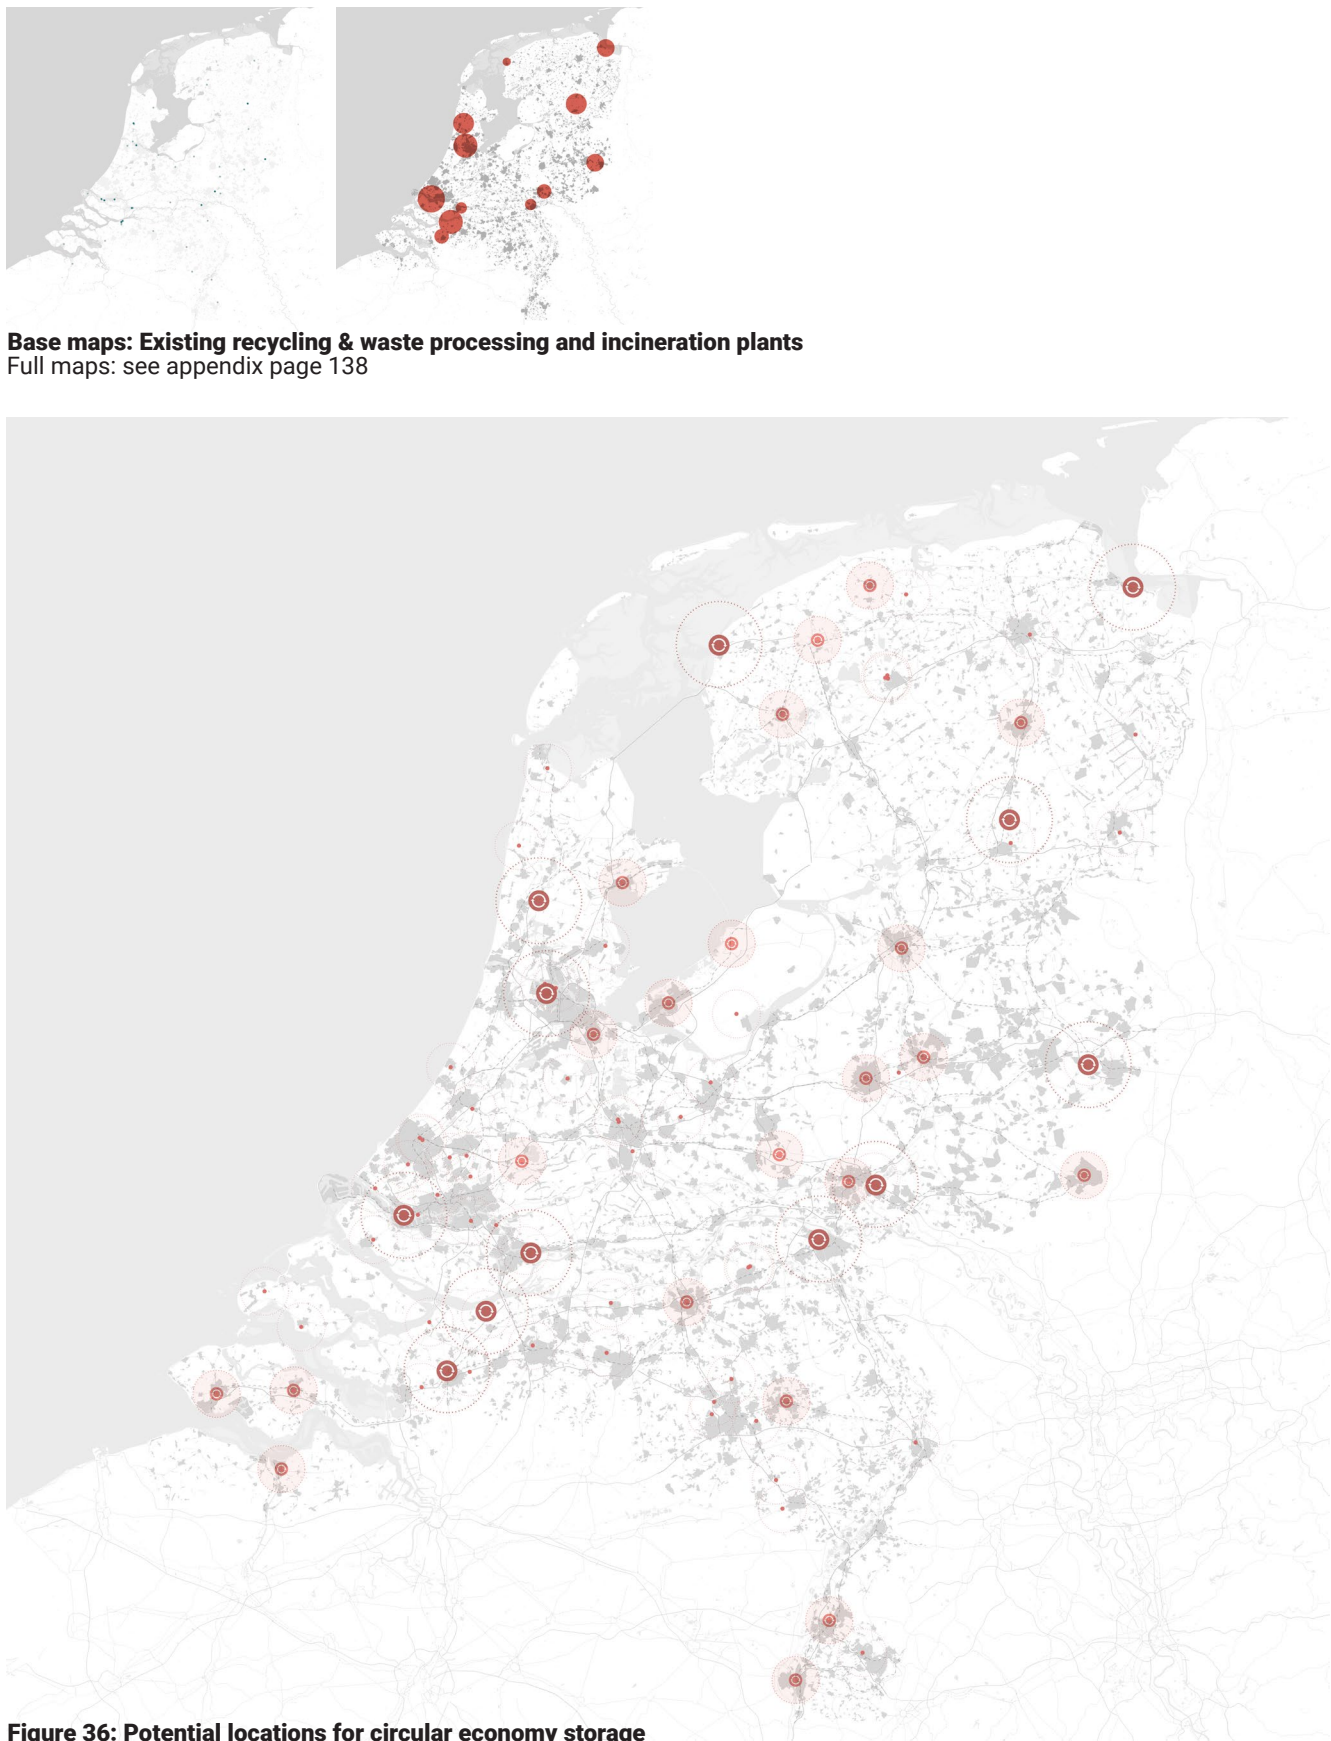 Base maps: Existing recycling & waste processing and incineration plants
Full maps: see appendix page 138
Figure 36: Potential locations for circular economy storage